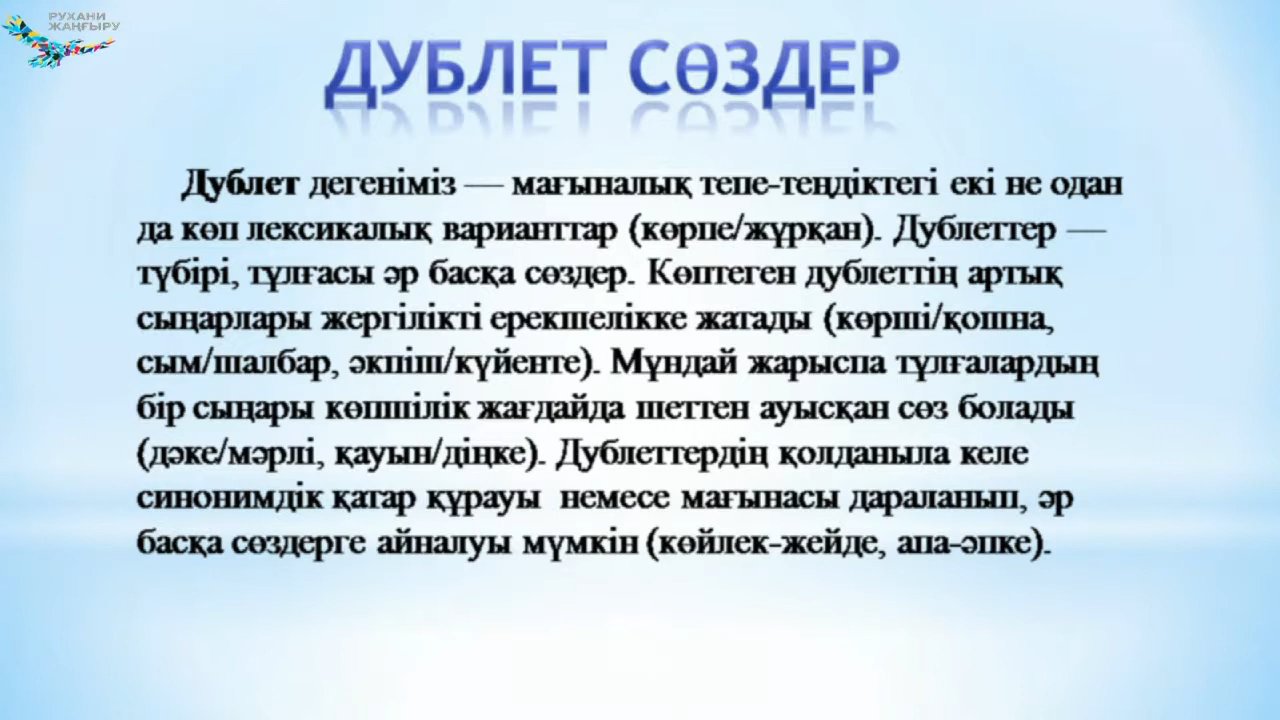 РУХАНИ
ЖАҢҒЫРУ
ДУБЛЕТ СӨЗДЕР
Дублет дегеніміз — мағыналық тепе-теңдіктегі екі не одан
да көп лексикалық варианттар (көрпе/жұрқан). Дублеттер —
түбірі, тұлғасы әр басқа сөздер. Көптеген дублеттің артық
сыңарлары жергілікті ерекшелікке жатады (көрші/қошна,
сым/шалбар, әкпіш/күйенте). Мұндай жарыспа тұлғалардың
бір сыңары көпшілік жағдайда шеттен ауысқан сөз болады
(дәке/мәрлі, қауын/діңке). Дублеттердің қолданыла келе
синонимдік қатар құрауы немесе мағынасы дараланып, әр
басқа сөздерге айналуы мүмкін (көйлек-жейде, апа-әпке).